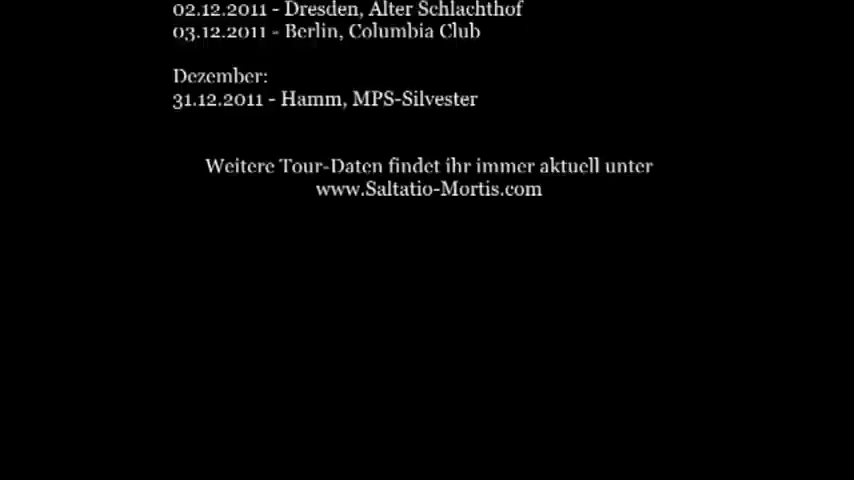 02.12.2011 - Dresden, Alter Schlachthof
03.12.2011 - Berlin, Columbia Club
Dezember:
31.12.2011 - Hamm, MPS-Silvester
Weitere Tour-Daten findet ihr immer aktuell unter
www.Saltatio-Mortis.com